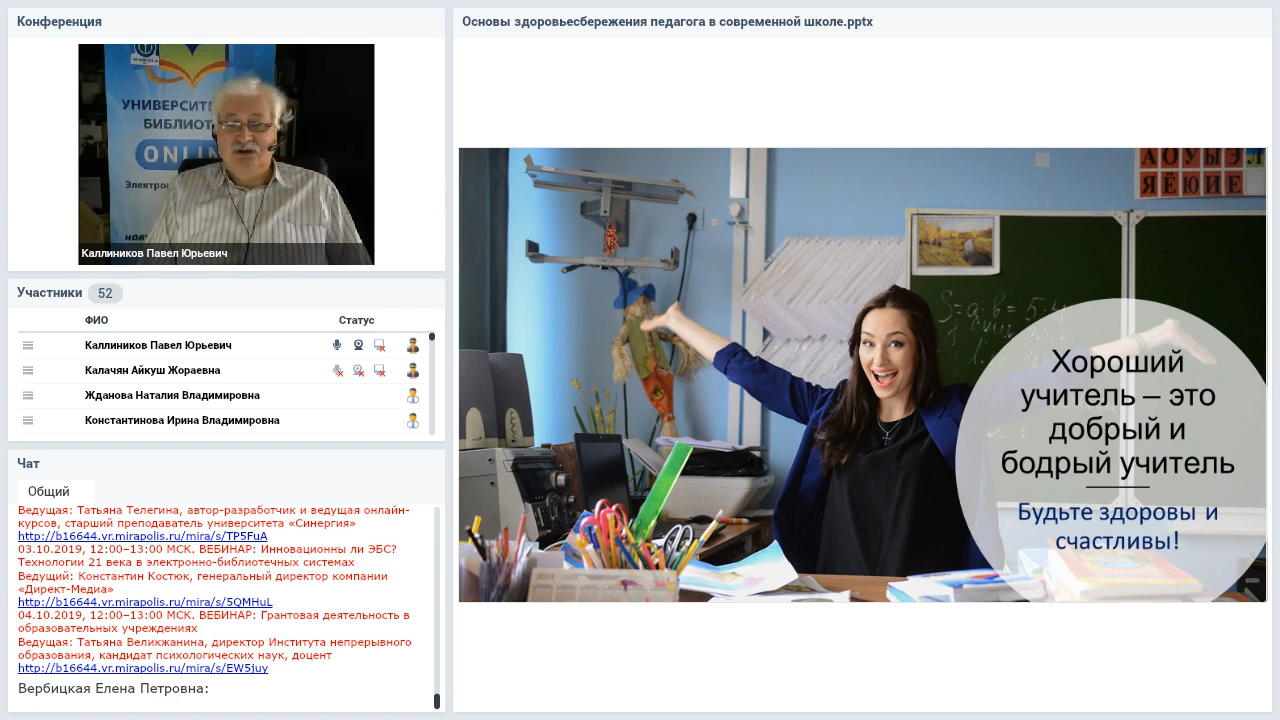 Конференция
УНИВЕРСИТЕ
БИБЛИОТ
ONLIN
Электрон
Каллиников Павел Юрьевич
Участники 52
ФИО Статус
Каллиников Павел Юрьевич
Калачян Айкуш Жораевна
Жданова Наталия Владимировна
Константинова Ирина Владимировна
Чат
Общий
Ведущая: Татьяна Телегина, автор-разработчик и ведущая онлайн-
курсов, старший преподаватель университета «Синергия»
http://b16644.vr.mirapolis.ru/mira/s/TP5FuA
03.10.2019, 12:00–13:00 МСК. ВЕБИНАР: Инновационны ли ЭБС?
Технологии 21 века в электронно-библиотечных системах
Ведущий: Константин Костюк, генеральный директор компании
«Директ-Медиа»
http://b16644.vr.mirapolis.ru/mira/s/5QMHuL
04.10.2019, 12:00–13:00 МСК. ВЕБИНАР: Грантовая деятельность в
образовательных учреждениях
Ведущая: Татьяна Великжанина, директор Института непрерывного
образования, кандидат психологических наук, доцент
http://b16644.vr.mirapolis.ru/mira/s/EW5juy
Вербицкая Елена Петровна:
Основы здоровьесбережения педагога в современной школе.pptx
АОУЫЭЛ
ЯЁЮИЕ
Хороший
учитель – это
добрый и
бодрый учитель
Будьте здоровы и
счастливы!